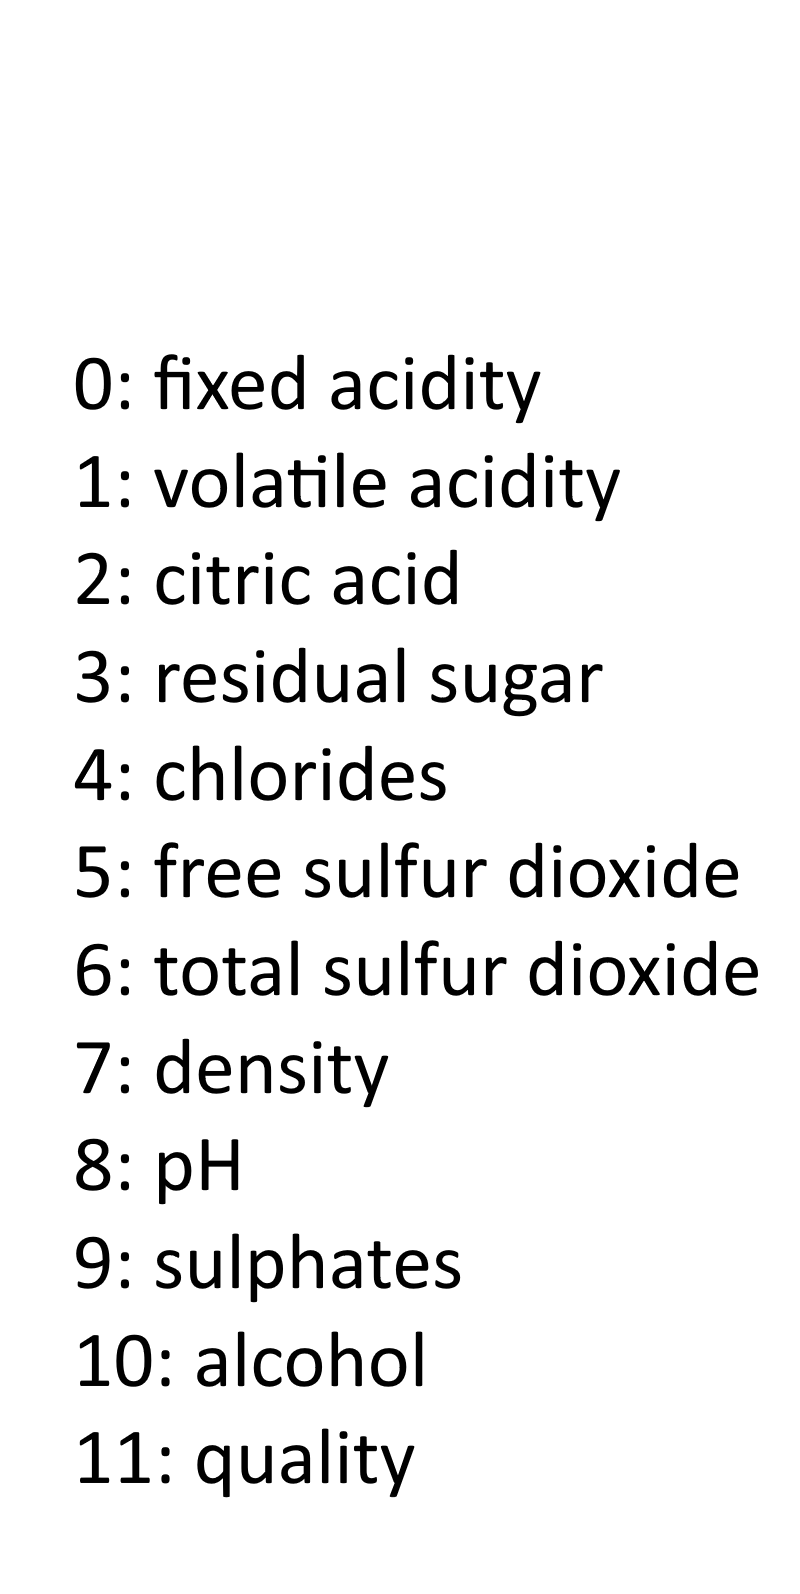 0: fixed acidity
1: volatile acidity
2: citric acid
3: residual sugar
4: chlorides
5: free sulfur dioxide
6: total sulfur dioxide
7: density
8: pH
9: sulphates
10: alcohol
11: quality